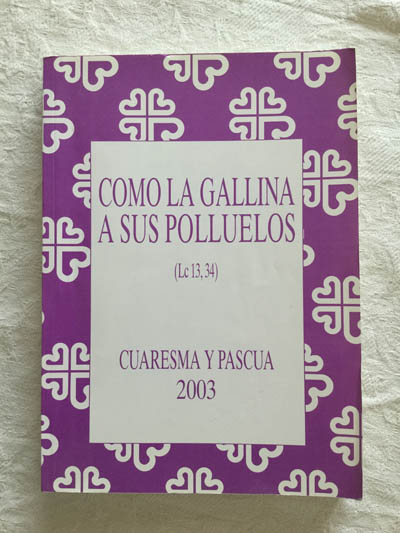 COMO LA GALLINA
A SUS POLLUELOS
(Lc 13, 34)
CUARESMA Y PASCUA
2003